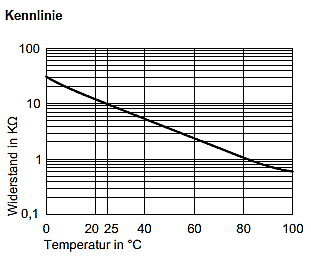 Kennlinie
100
10
1
0,1
Widerstand in KΩ
0 20 25 40 60 80 100
Temperatur in °C